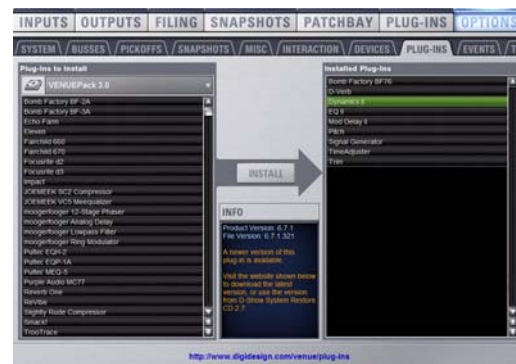 INPUTS OUTPUTS FILING SNAPSHOTS PATCHBAY PLUG-INS OPTIONS
SYSTEM BUSSES PICKOFFS SNAPSHOTS MISC INTERACTION DEVICES PLUG-INS EVENTS
Plug-Ins to Install
VENUEPack 3.0
Bomb Factory BF-2A
Bomb Factory BF-3A
Echo Farm
Eleven
Fairchild 660
Fairchild 670
Focusrite d2
Focusrite d3
Impact
JOEMEEK SC2 Compressor
JOEMEEK VC5 Meequalizer
moogerfooger 12-Stage Phaser
moogerfooger Analog Delay
moogerfooger Lowpass Filter
moogerfooger Ring Modulator
Pultec EQH-2
Pultec EQP-1A
Pultec MEQ-5
Purple Audio MC77
Reverb One
ReVibe
Slightly Rude Compressor
Smack!
TrooTrace
INSTALL
INFO
Product Version: 6.7.1
File Version: 6.7.1.321
A newer version of this
plug-in is available.
Visit the website shown below
to download the latest
version, or use the version
from D-Show System Restore
CD 2.7
Installed Plug-Ins
Bomb Factory BF76
D-Verb
Dynamics II
EQ II
Mod Delay II
Pitch
Signal Generator
TimeAdjuster
Trim
http://www.digidesign.com/venue/plug-ins